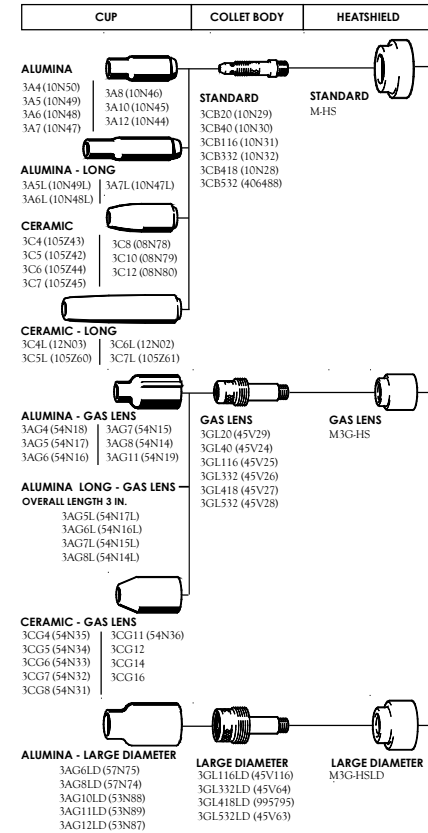 CUP COLLET BODY HEATSHIELD
ALUMINA
3A4 (10N50)
3A5 (10N49)
3A6 (10N48)
3A7 (10N47)
3A8 (10N46)
3A10 (10N45)
3A12 (10N44)
STANDARD
3CB20 (10N29)
3CB40 (10N30)
3CB116 (10N31)
3CB332 (10N32)
3CB418 (10N28)
3CB532 (406488)
STANDARD
M-HS
ALUMINA - LONG
3A5L (10N49L)
3A6L (10N48L)
3A7L (10N47L)
CERAMIC
3C4 (105Z43)
3C5 (105Z42)
3C6 (105Z44)
3C7 (105Z45)
3C8 (08N78)
3C10 (08N79)
3C12 (08N80)
CERAMIC - LONG
3C4L (12N03)
3C5L (105Z60)
3C6L (12N02)
3C7L (105Z61)
ALUMINA - GAS LENS
3AG4 (54N18)
3AG5 (54N17)
3AG6 (54N16)
3AG7 (54N15)
3AG8 (54N14)
3AG11 (54N19)
GAS LENS
3GL20 (45V29)
3GL40 (45V24)
3GL116 (45V25)
3GL332 (45V26)
3GL418 (45V27)
3GL532 (45V28)
GAS LENS
M3G-HS
ALUMINA LONG - GAS LENS
OVERALL LENGTH 3 IN.
3AG5L (54N17L)
3AG6L (54N16L)
3AG7L (54N15L)
3AG8L (54N14L)
CERAMIC - GAS LENS
3CG4 (54N35)
3CG5 (54N34)
3CG6 (54N33)
3CG7 (54N32)
3CG8 (54N31)
3CG11 (54N36)
3CG12
3CG14
3CG16
ALUMINA - LARGE DIAMETER
3AG6LD (57N75)
3AG8LD (57N74)
3AG10LD (53N88)
3AG11LD (53N89)
3AG12LD (53N87)
LARGE DIAMETER
3GL116LD (45V116)
3GL332LD (45V64)
3GL418LD (995795)
3GL532LD (45V63)
LARGE DIAMETER
M3G-HSLD